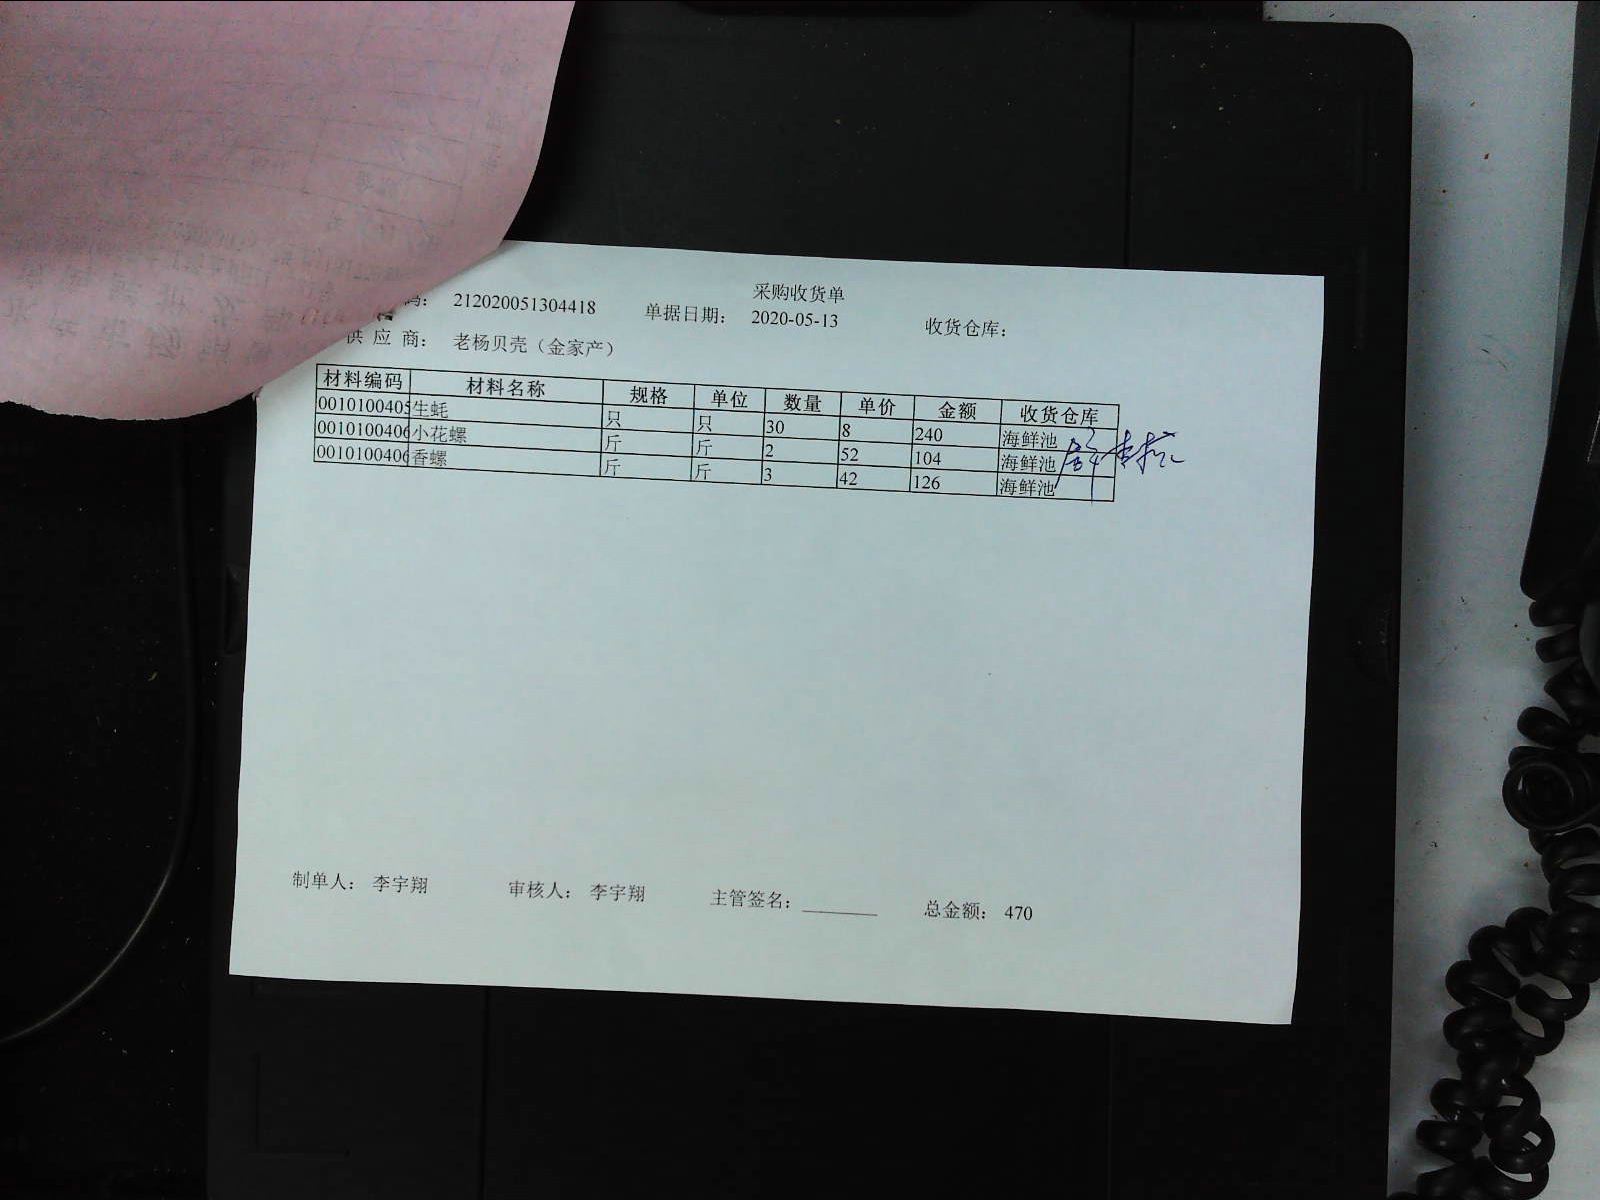 采购收货单
码: 212020051304418 单据日期: 2020-05-13 收货仓库:
供 应 商: 老杨贝壳（金家产）
材料编码 材料名称 规格 单位 数量 单价 金额 收货仓库
0010100405 生蚝 只 只 30 8 240 海鲜池
0010100406 小花螺 斤 斤 2 52 104 海鲜池
0010100406 香螺 斤 斤 3 42 126 海鲜池
制单人: 李宇翔 审核人: 李宇翔 主管签名: 总金额: 470